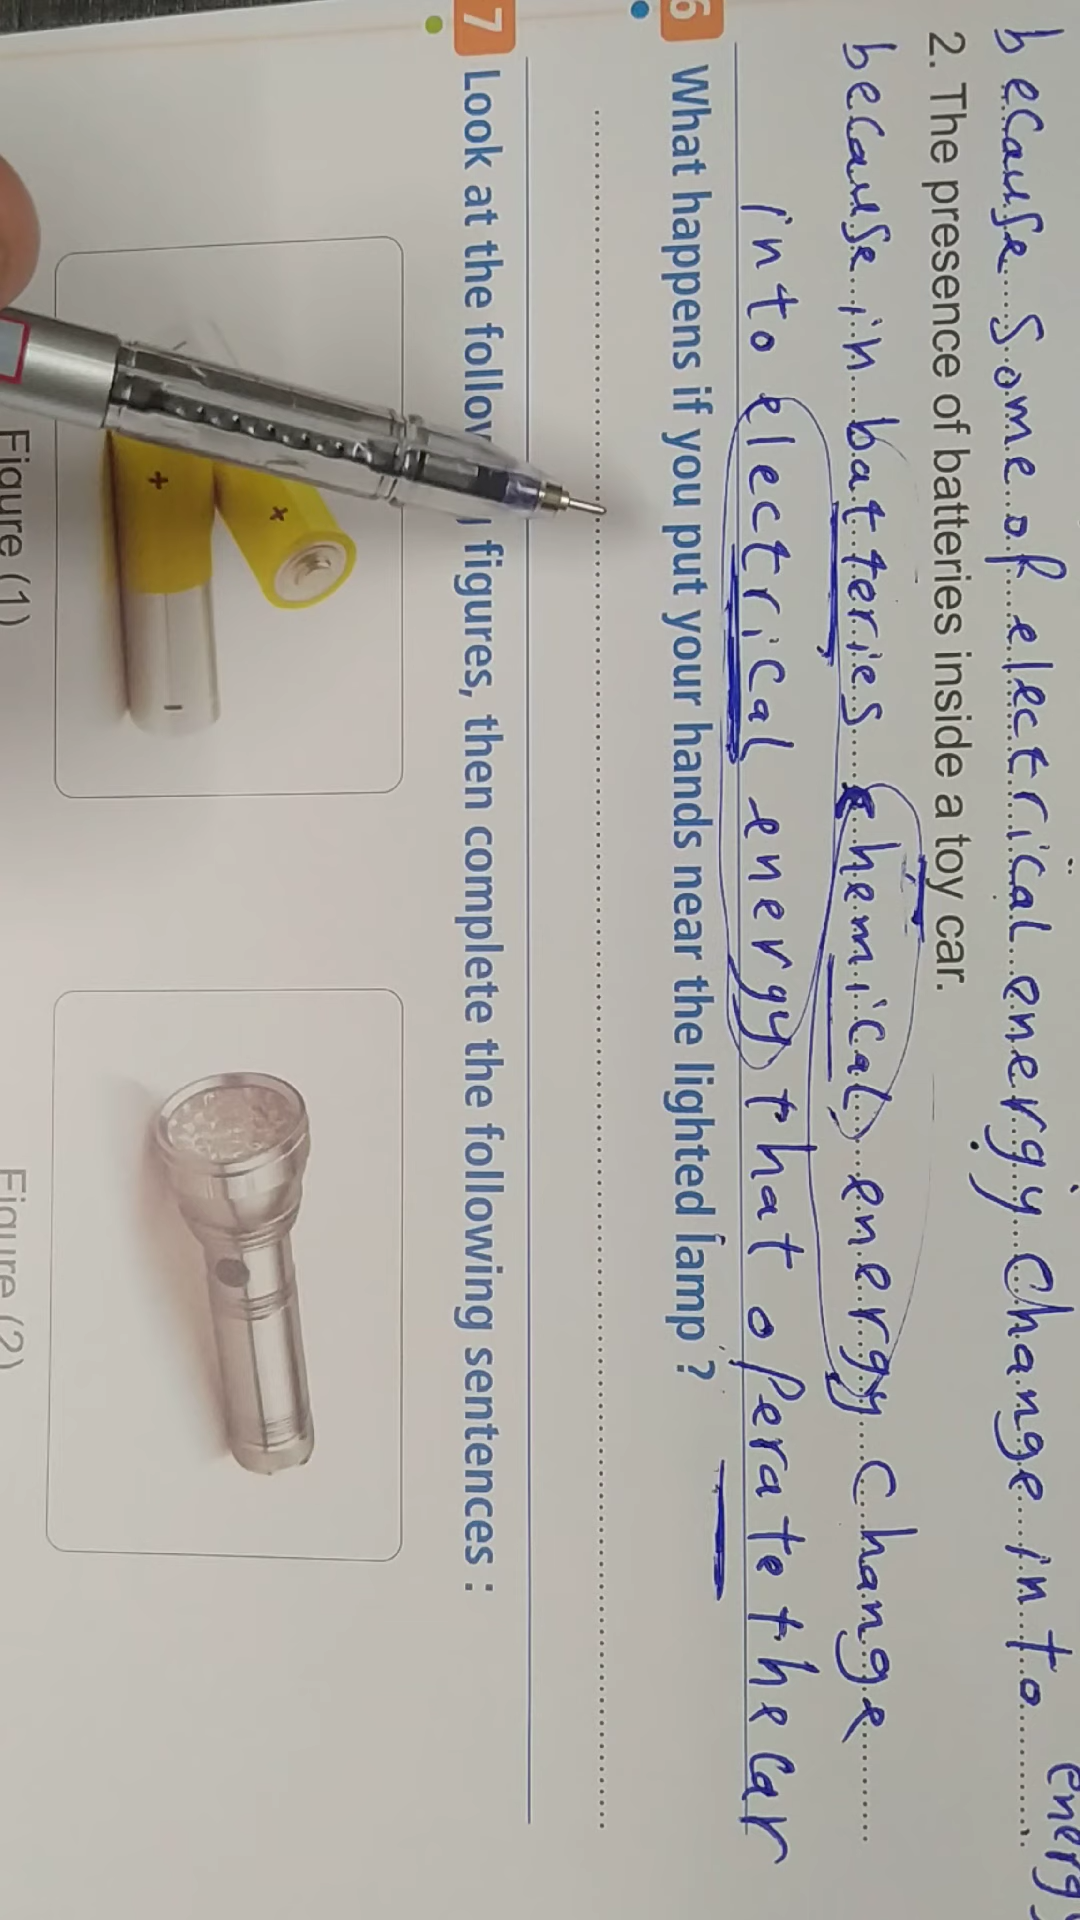 energy
because some of electrical energy change into
2. The presence of batteries inside a toy car.
because in batteries chemical energy change
into electrical energy that operate the car
6 What happens if you put your hands near the lighted lamp ?
7 Look at the following figures, then complete the following sentences :
+
+
–
Figure (1)
Figure (2)